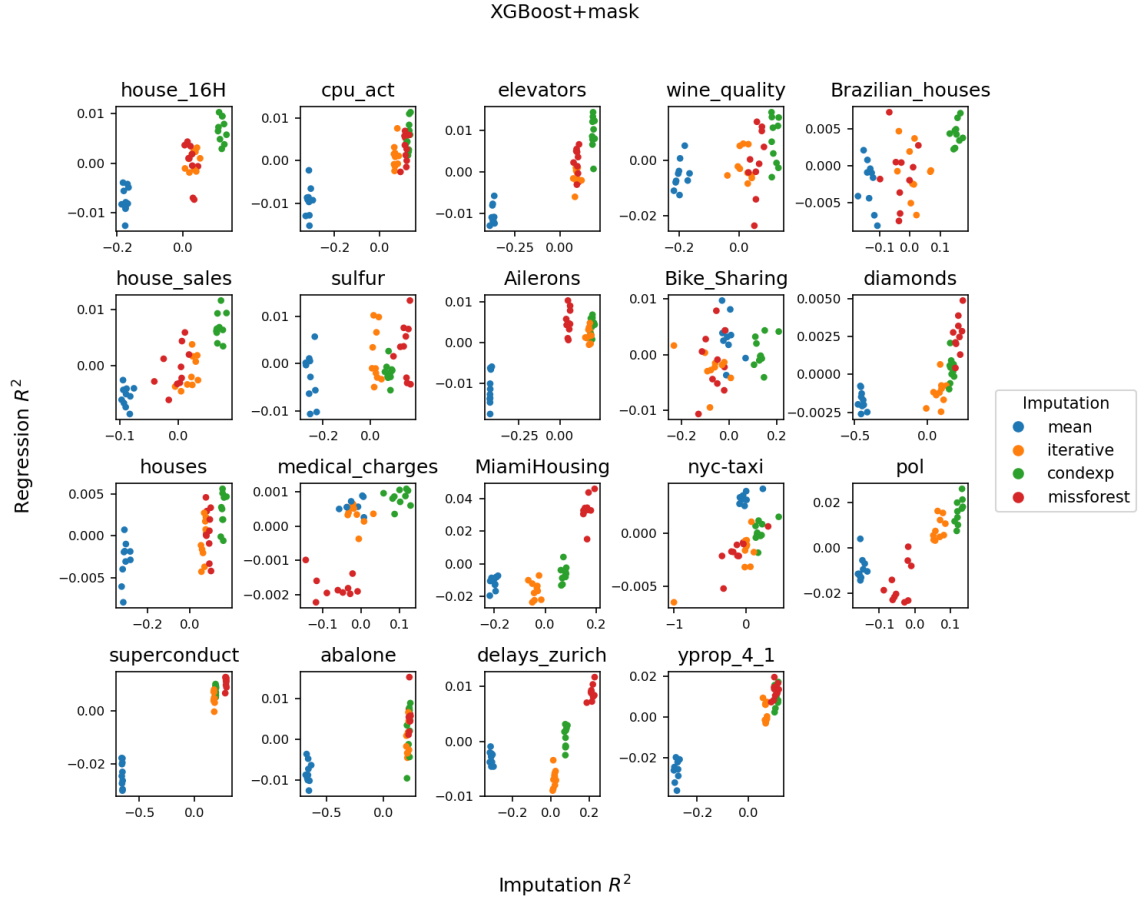 XGBoost+mask
house_16H cpu_act elevators wine_quality Brazilian_houses
0.01 0.01 0.01 0.00 0.005
0.00 0.00 0.00 −0.02 0.000
−0.01 −0.01 −0.01 −0.005
−0.2 0.0 −0.25 0.00 −0.25 0.00 −0.2 0.0 −0.1 0.0 0.1
house_sales sulfur Ailerons Bike_Sharing diamonds
0.01 0.01 0.01 0.01 0.0050
0.00 0.00 0.00 0.00 0.0025
−0.01 −0.01 −0.01 0.0000
−0.0025
−0.1 0.0 −0.2 0.0 −0.25 0.00 −0.2 0.0 0.2 −0.5 0.0
Regression R²
Imputation
mean
iterative
condexp
missforest
houses medical_charges MiamiHousing nyc-taxi pol
0.005 0.001 0.04 0.000 0.02
0.000 0.000 0.02 −0.005 0.00
−0.005 −0.001 0.00 −0.02
−0.002 −0.02
−0.2 0.0 −0.1 0.0 0.1 −0.2 0.0 0.2 −1 0 −0.1 0.0 0.1
superconduct abalone delays_zurich yprop_4_1
0.00 0.01 0.01 0.02
−0.02 0.00 0.00 0.00
−0.01 −0.01 −0.02
−0.5 0.0 −0.5 0.0 −0.2 0.0 0.2 −0.2 0.0
Imputation R²